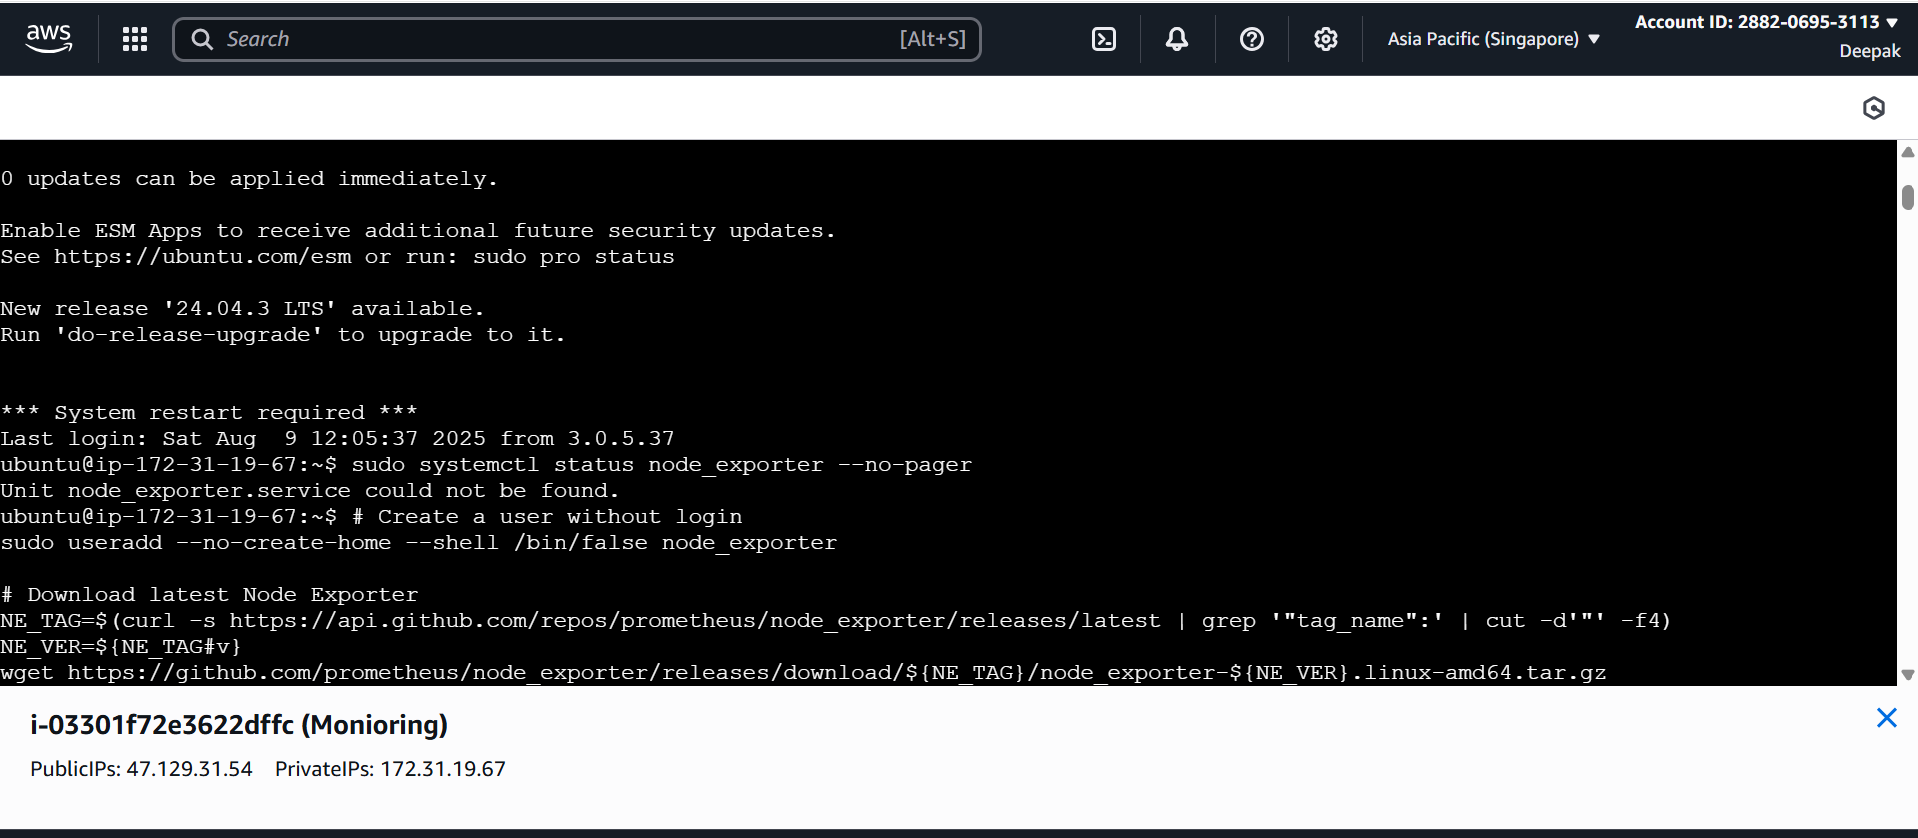 aws
Search
[Alt+S]
Asia Pacific (Singapore)
Account ID: 2882-0695-3113
Deepak
0 updates can be applied immediately.
Enable ESM Apps to receive additional future security updates.
See https://ubuntu.com/esm or run: sudo pro status
New release '24.04.3 LTS' available.
Run 'do-release-upgrade' to upgrade to it.
*** System restart required ***
Last login: Sat Aug  9 12:05:37 2025 from 3.0.5.37
ubuntu@ip-172-31-19-67:~$ sudo systemctl status node_exporter --no-pager
Unit node_exporter.service could not be found.
ubuntu@ip-172-31-19-67:~$ # Create a user without login
sudo useradd --no-create-home --shell /bin/false node_exporter
# Download latest Node Exporter
NE_TAG=$(curl -s https://api.github.com/repos/prometheus/node_exporter/releases/latest | grep '"tag_name":' | cut -d'"' -f4)
NE_VER=${NE_TAG#v}
wget https://github.com/prometheus/node_exporter/releases/download/${NE_TAG}/node_exporter-${NE_VER}.linux-amd64.tar.gz
i-03301f72e3622dffc (Monioring)
PublicIPs: 47.129.31.54 PrivateIPs: 172.31.19.67